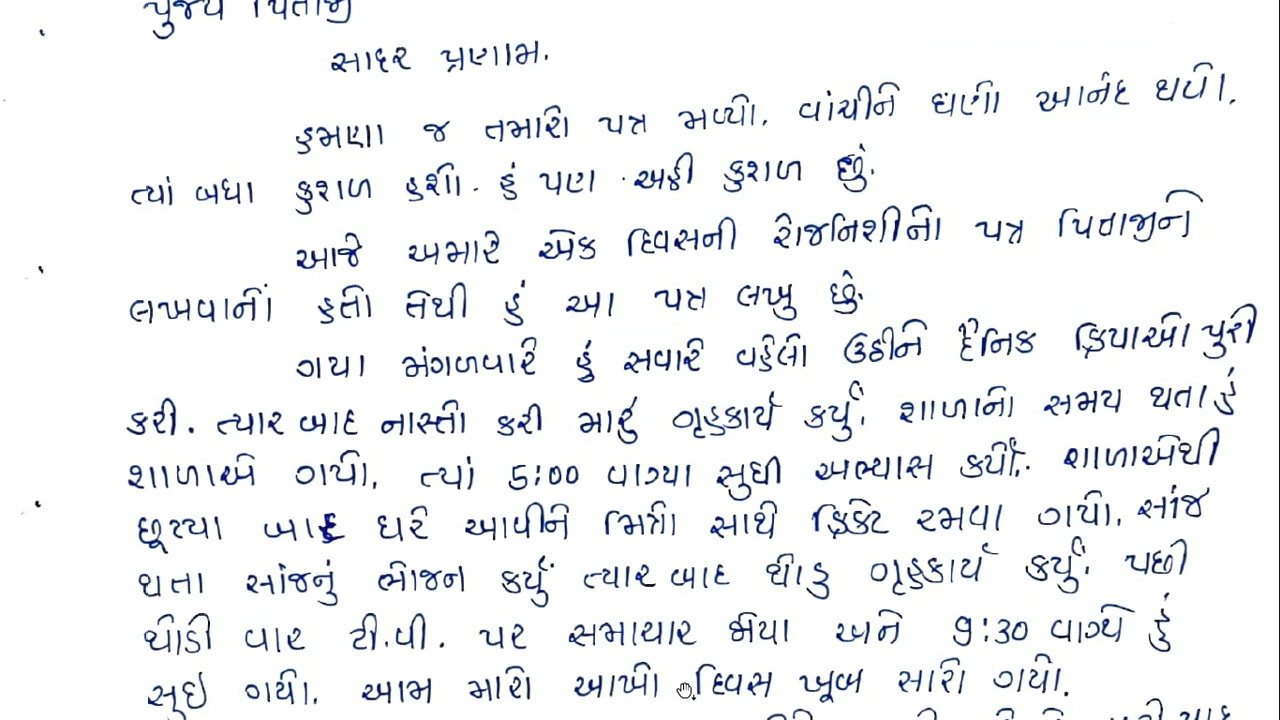 પુજ્ય પિતાજી
સાદર પ્રણામ.
હમણા જ તમારો પત્ર મળ્યો. વાંચીને ઘણો આનંદ થયો.
ત્યાં બધા કુશળ હશો. હું પણ અહીં કુશળ છું.
આજે અમારે એક દિવસની રોજનિશીનો પત્ર પિતાજીને
લખવાનો હતો તેથી હું આ પત્ર લખુ છું.
ગયા મંગળવારે હું સવારે વહેલો ઉઠીને દૈનિક ક્રિયાઓ પુરી
કરી. ત્યાર બાદ નાસ્તો કરી મારું ગૃહકાર્ય કર્યું. શાળાનો સમય થતા હું
શાળાએ ગયો. ત્યાં 5:00 વાગ્યા સુધી અભ્યાસ કર્યો. શાળાએથી
છૂટ્યા બાદ ઘરે આવીને મિત્રો સાથે ક્રિકેટ રમવા ગયો. સાંજ
થતા સાંજનું ભોજન કર્યું ત્યાર બાદ થોડુ ગૃહકાર્ય કર્યું. પછી
થોડી વાર ટી.વી. પર સમાચાર જોયા અને 9:30 વાગ્યે હું
સુઈ ગયો. આમ મારો આખો દિવસ ખૂબ સારો ગયો.